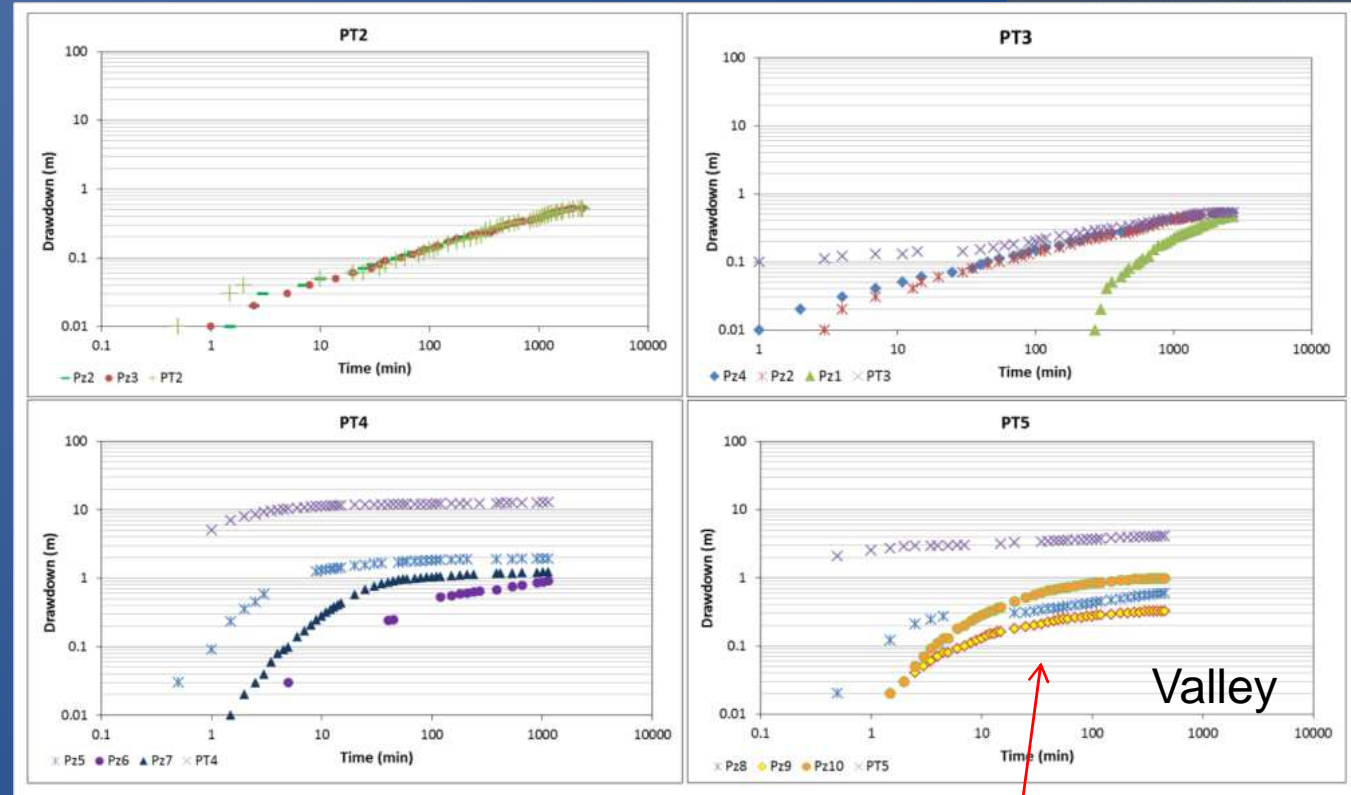 PT2
100
10
1
0.1
0.01
Drawdown (m)
0.1 1 10 100 1000 10000
Time (min)
Pz2 Pz3 PT2
PT3
100
10
1
0.1
0.01
Drawdown (m)
1 10 100 1000 10000
Time (min)
Pz4 Pz2 Pz1 PT3
PT4
100
10
1
0.1
0.01
Drawdown (m)
0.1 1 10 100 1000 10000
Time (min)
Pz5 Pz6 Pz7 PT4
PT5
100
10
1
0.1
0.01
Drawdown (m)
Valley
0.1 1 10 100 1000 10000
Time (min)
Pz8 Pz9 Pz10 PT5